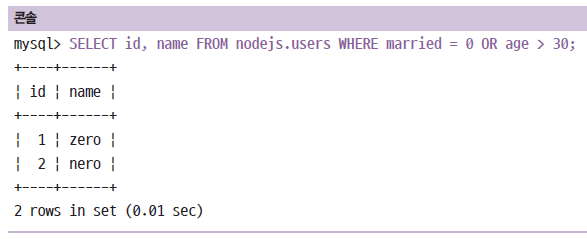 콘솔
mysql> SELECT id, name FROM nodejs.users WHERE married = 0 OR age > 30;
+----+------+
¦ id ¦ name ¦
+----+------+
¦  1 ¦ zero ¦
¦  2 ¦ nero ¦
+----+------+
2 rows in set (0.01 sec)